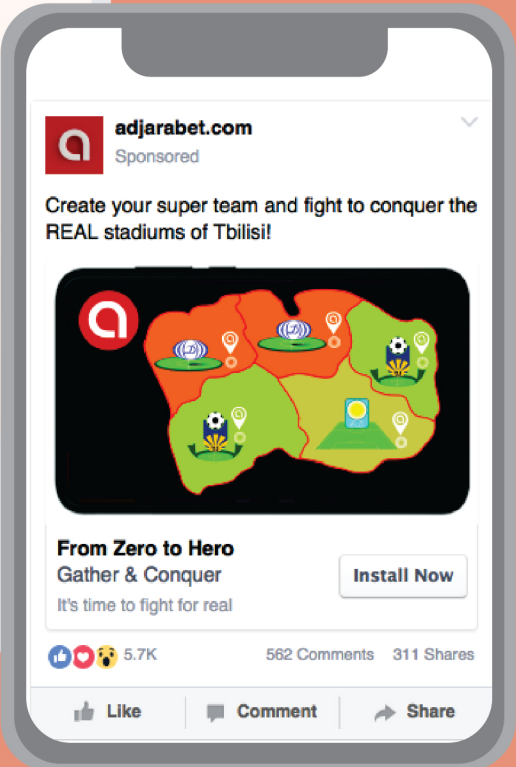 adjarabet.com
Sponsored
Create your super team and fight to conquer the
REAL stadiums of Tbilisi!
From Zero to Hero
Gather & Conquer
It's time to fight for real
Install Now
5.7K
562 Comments
311 Shares
Like
Comment
Share